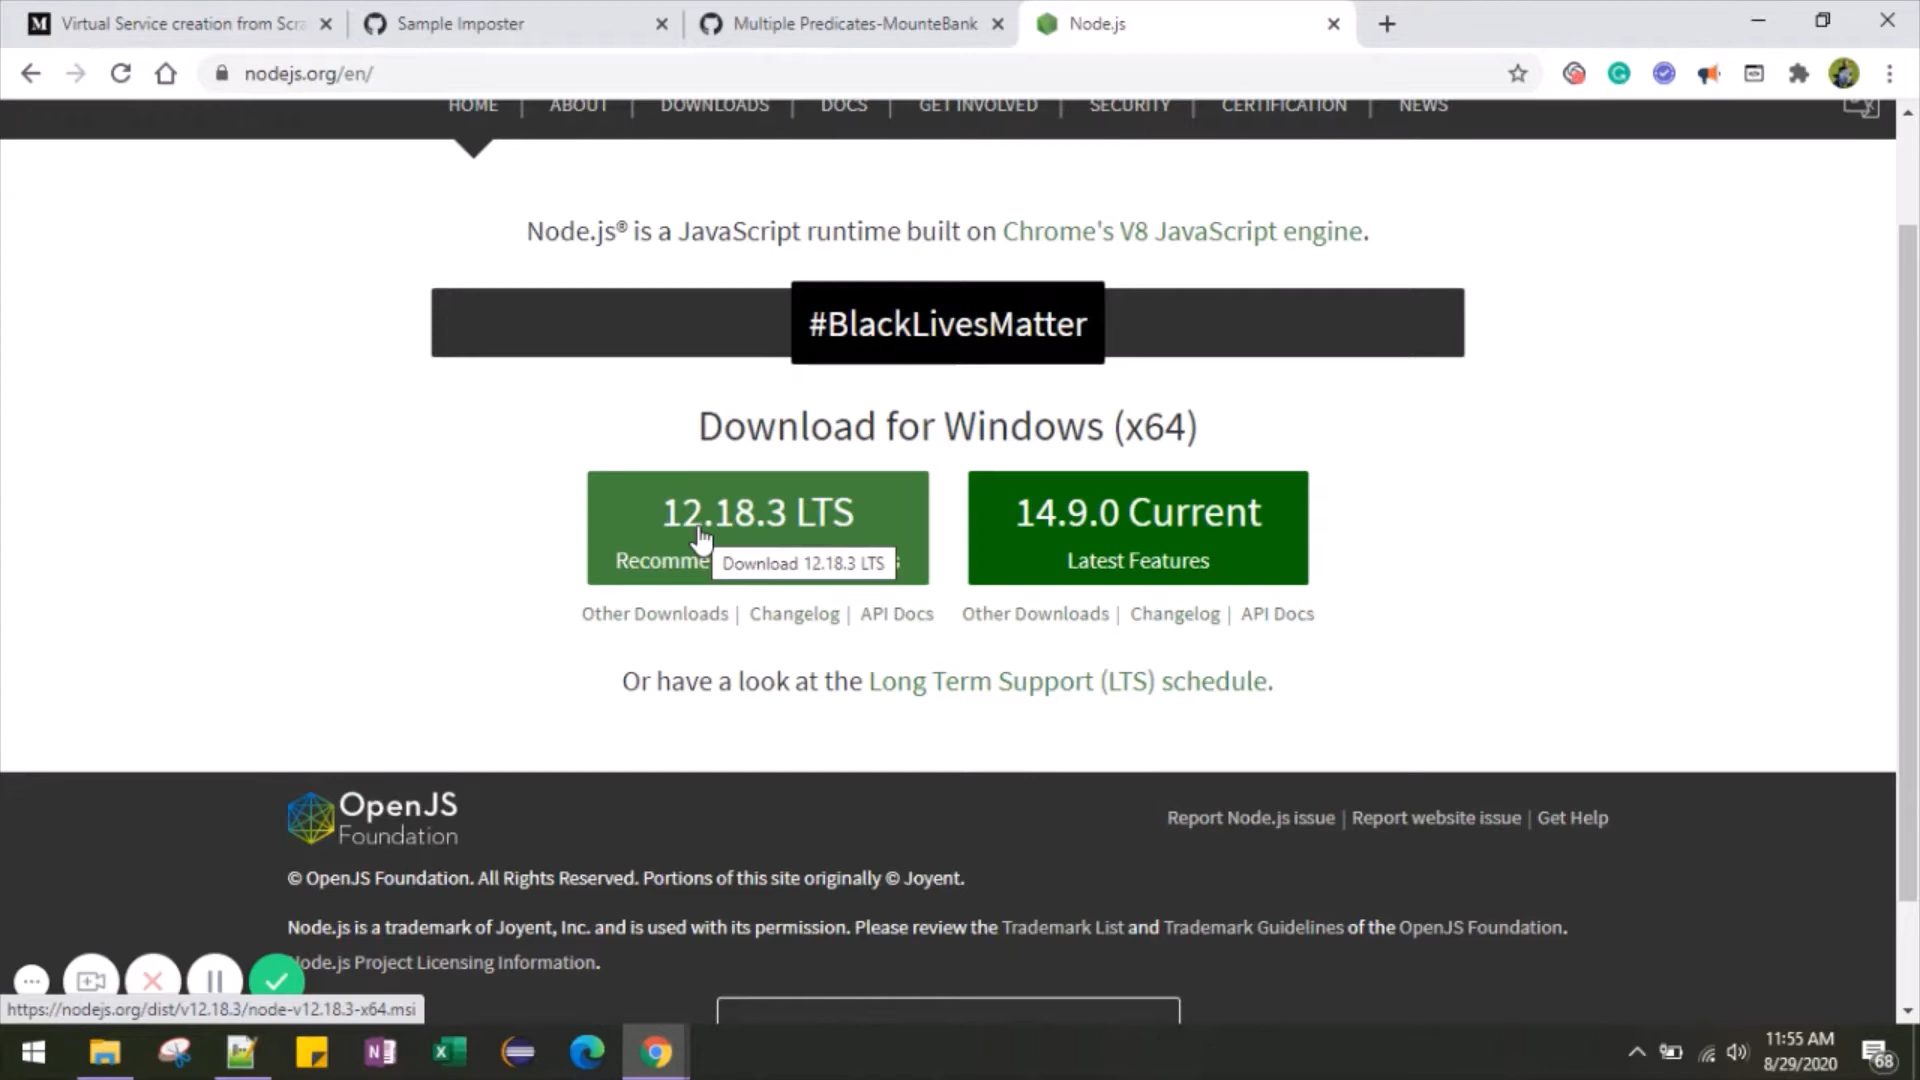 Virtual Service creation from Scra
Sample Imposter
Multiple Predicates-MounteBank
Node.js
nodejs.org/en/
HOME | ABOUT | DOWNLOADS | DOCS | GET INVOLVED | SECURITY | CERTIFICATION | NEWS
Node.js® is a JavaScript runtime built on Chrome's V8 JavaScript engine.
#BlackLivesMatter
Download for Windows (x64)
12.18.3 LTS
Download 12.18.3 LTS
14.9.0 Current
Latest Features
Other Downloads | Changelog | API Docs
Other Downloads | Changelog | API Docs
Or have a look at the Long Term Support (LTS) schedule.
OpenJS
Foundation
Report Node.js issue | Report website issue | Get Help
© OpenJS Foundation. All Rights Reserved. Portions of this site originally © Joyent.
Node.js is a trademark of Joyent, Inc. and is used with its permission. Please review the Trademark List and Trademark Guidelines of the OpenJS Foundation.
Node.js Project Licensing Information.
https://nodejs.org/dist/v12.18.3/node-v12.18.3-x64.msi
11:55 AM
8/29/2020
68